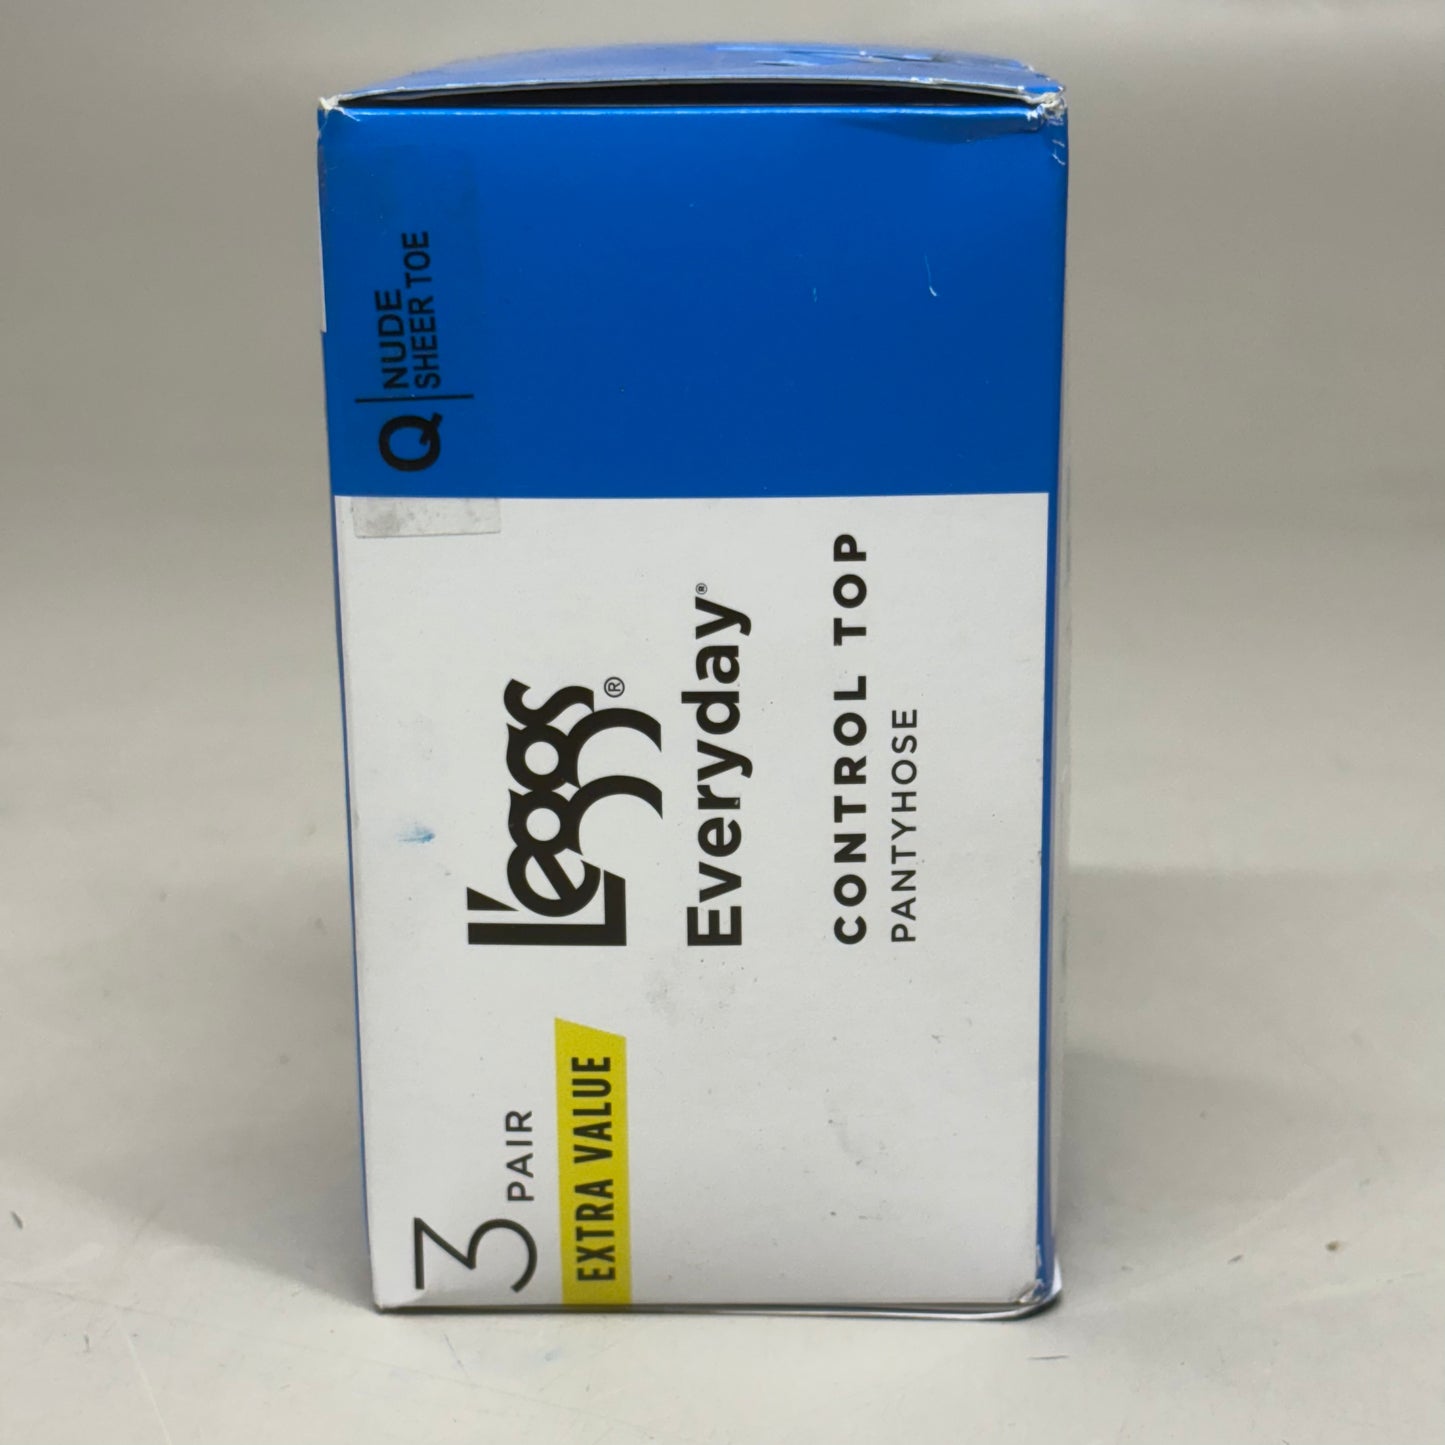 3 PAIR
EXTRA VALUE
L'eggs®
Everyday®
CONTROL TOP
PANTYHOSE
Q
NUDE
SHEER TOE